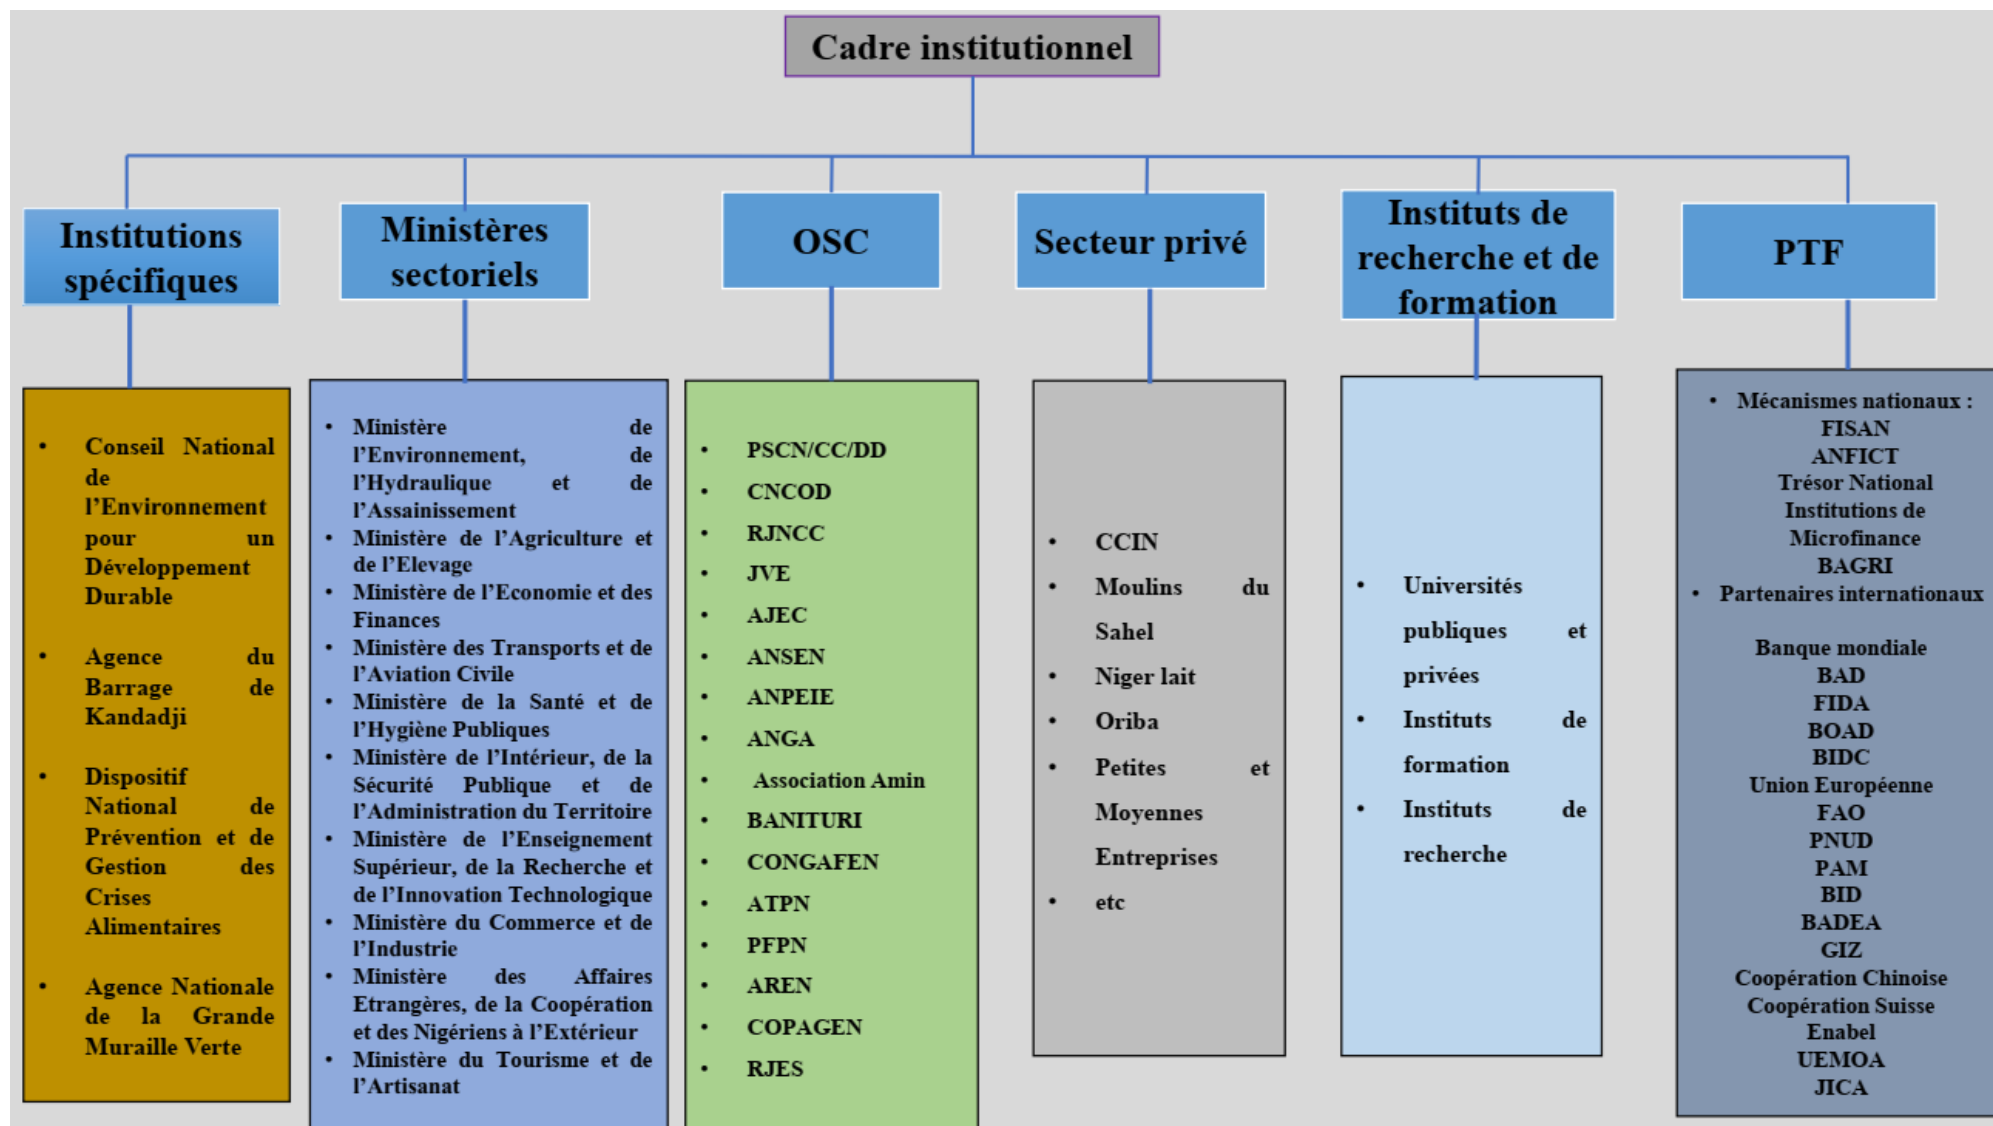 Cadre institutionnel
Institutions
spécifiques
• Conseil National
de
l’Environnement
pour un
Développement
Durable
• Agence du
Barrage de
Kandadji
• Dispositif
National de
Prévention et de
Gestion des
Crises
Alimentaires
• Agence Nationale
de la Grande
Muraille Verte
Ministères
sectoriels
• Ministère de
l’Environnement, de
l’Hydraulique et de
l’Assainissement
• Ministère de l’Agriculture et
de l’Elevage
• Ministère de l’Economie et des
Finances
• Ministère des Transports et de
l’Aviation Civile
• Ministère de la Santé et de
l’Hygiène Publiques
• Ministère de l’Intérieur, de la
Sécurité Publique et de
l’Administration du Territoire
• Ministère de l’Enseignement
Supérieur, de la Recherche et
de l’Innovation Technologique
• Ministère du Commerce et de
l’Industrie
• Ministère des Affaires
Etrangères, de la Coopération
et des Nigériens à l’Extérieur
• Ministère du Tourisme et de
l’Artisanat
OSC
• PSCN/CC/DD
• CNCOD
• RJNCC
• JVE
• AJEC
• ANSEN
• ANPEIE
• ANGA
• Association Amin
• BANITURI
• CONGAFEN
• ATPN
• PFPN
• AREN
• COPAGEN
• RJES
Secteur privé
• CCIN
• Moulins du
Sahel
• Niger lait
• Oriba
• Petites et
Moyennes
Entreprises
• etc
Instituts de
recherche et de
formation
• Universités
publiques et
privées
• Instituts de
formation
• Instituts de
recherche
PTF
• Mécanismes nationaux :
FISAN
ANFICT
Trésor National
Institutions de
Microfinance
BAGRI
• Partenaires internationaux
Banque mondiale
BAD
FIDA
BOAD
BIDC
Union Européenne
FAO
PNUD
PAM
BID
BADEA
GIZ
Coopération Chinoise
Coopération Suisse
Enabel
UEMOA
JICA